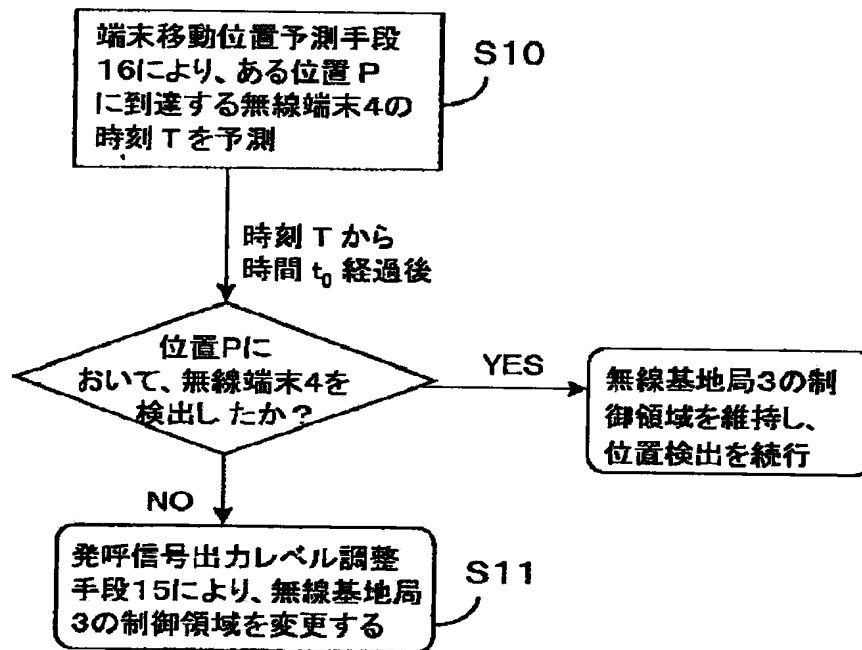 端末移動位置予測手段
16により、ある位置P
に到達する無線端末4の
時刻Tを予測
S10
時刻Tから
時間 t₀ 経過後
位置Pに
おいて、無線端末4を
検出したか?
YES
無線基地局3の制
御領域を維持し、
位置検出を続行
NO
発呼信号出力レベル調整
手段15により、無線基地局
3の制御領域を変更する
S11